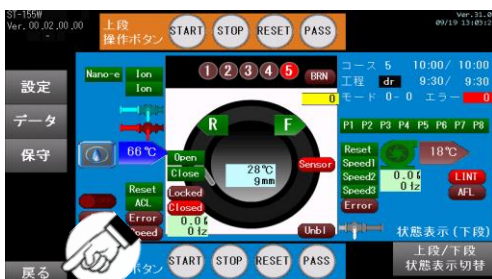 ST-155W
Ver. 00.02.00.00
-
Ver.31.0
09/19 13:03:2
上段
操作ボタン
START STOP RESET PASS
設定
データ
保守
戻る
Nano-e Ion
Ion
1 2 3 4 5 BRN
0
コース 5 10:00/ 10:00
工程 dr 9:30/ 9:30
モード 0- 0 エラー 0
R F
P1 P2 P3 P4 P5 P6 P7 P8
66℃
Open
Close
Locked
Closed
0.0
0 Hz
28℃
9mm
Sensor
Reset
Speed1
Speed2
Speed3
Error
18℃
0.0
0 Hz
LINT
AFL
Reset
ACL
Error
Speed
Unbl
状態表示(下段)
ボタン
START STOP RESET PASS
上段/下段
状態表示切替